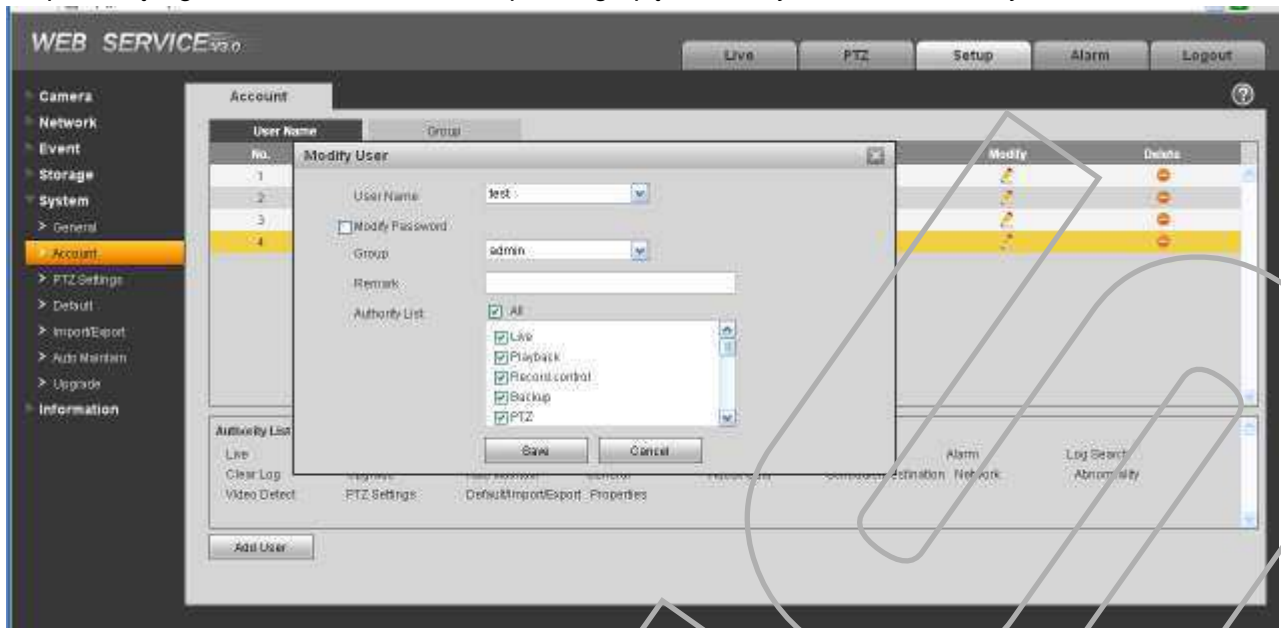 WEB SERVICE V3.0
Live PTZ Setup Alarm Logout
Camera
Network
Event
Storage
System
> General
> Account
> PTZ Settings
> Default
> Import/Export
> Auto Maintain
> Upgrade
Information
Account
User Name Group
No. Modify Delete
1
2
3
4
Modify User
User Name test
Modify Password
Group admin
Remark
Authority List All
Live
Playback
Record control
Backup
PTZ
Save Cancel
Authority List
Live Alarm Log Search
Clear Log Network Abnormality
Video Detect PTZ Settings Default/Import/Export Properties
Add User